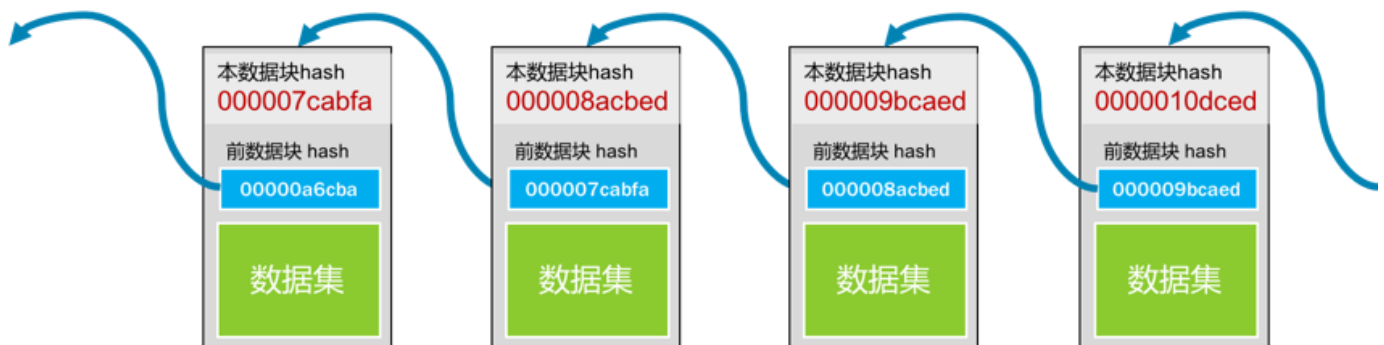 本数据块hash
000007cabfa
前数据块 hash
00000a6cba
数据集
本数据块hash
000008acbed
前数据块 hash
000007cabfa
数据集
本数据块hash
000009bcaed
前数据块 hash
000008acbed
数据集
本数据块hash
0000010dced
前数据块 hash
000009bcaed
数据集